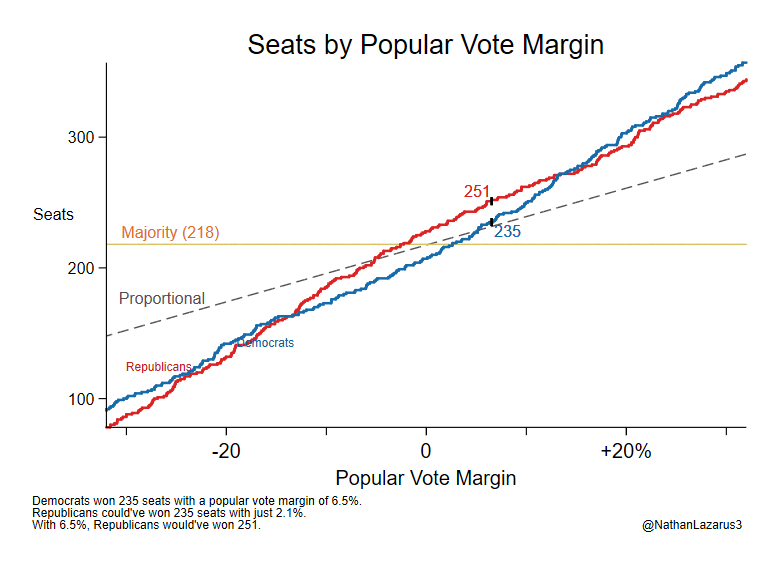 Seats by Popular Vote Margin
300
251
Seats
235
Majority (218)
200
Proportional
Democrats
Republicans
100
-20
0
+20%
Popular Vote Margin
Democrats won 235 seats with a popular vote margin of 6.5%.
Republicans could've won 235 seats with just 2.1%.
With 6.5%, Republicans would've won 251.
@NathanLazarus3